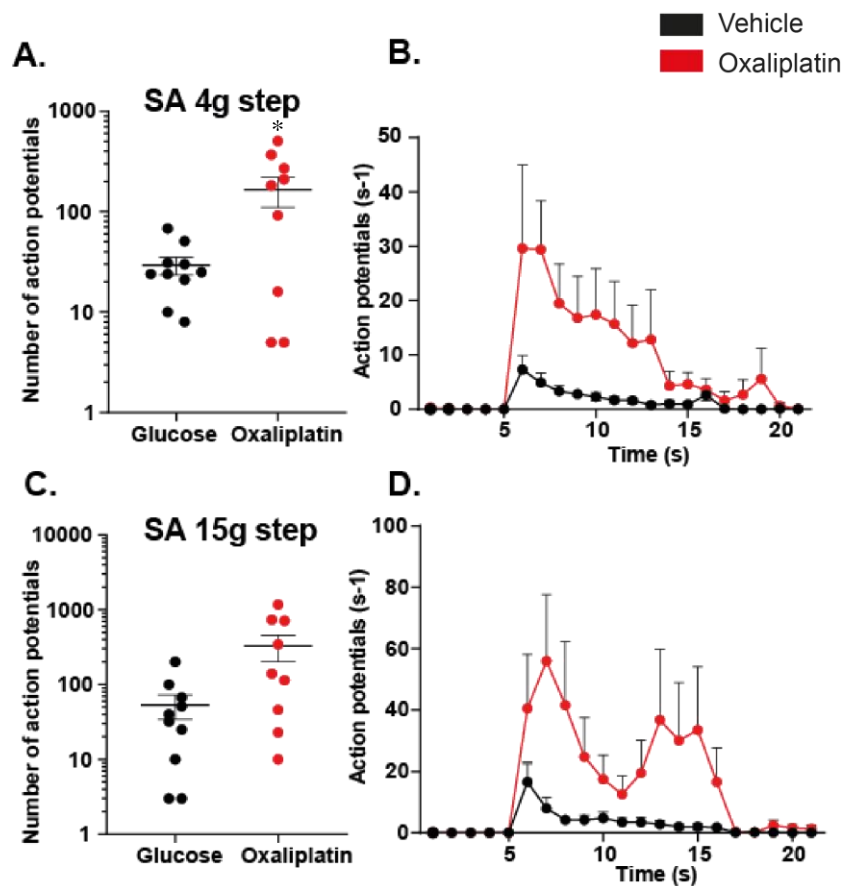 Vehicle
Oxaliplatin
A.
B.
SA 4g step
*
1000
100
10
1
Number of action potentials
Glucose Oxaliplatin
50
40
30
20
10
0
Action potentials (s-1)
5 10 15 20
Time (s)
C.
D.
SA 15g step
10000
1000
100
10
1
Number of action potentials
Glucose Oxaliplatin
100
80
60
40
20
0
Action potentials (s-1)
5 10 15 20
Time (s)